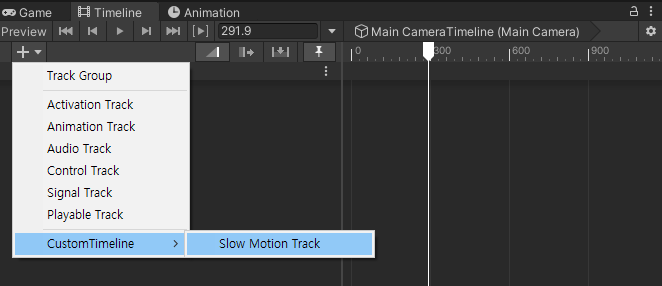 Game Timeline Animation
Preview 291.9 Main CameraTimeline (Main Camera)
0 300 600 900
Track Group
Activation Track
Animation Track
Audio Track
Control Track
Signal Track
Playable Track
CustomTimeline Slow Motion Track